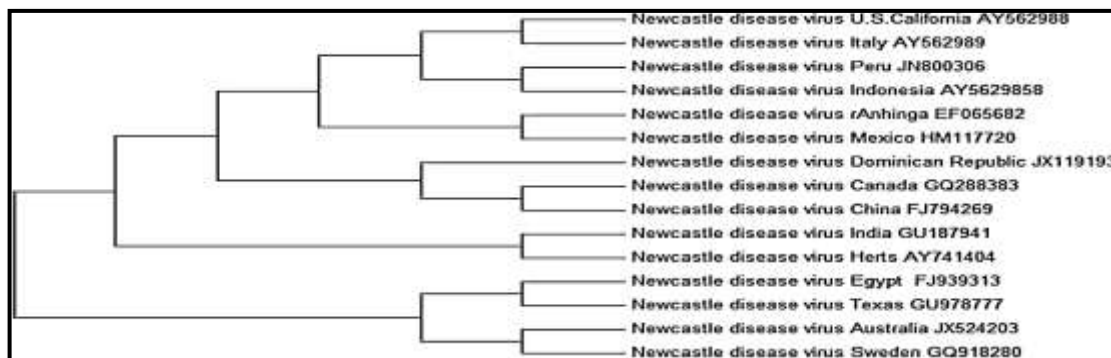 Newcastle disease virus U.S.California AY562988
Newcastle disease virus Italy AY562989
Newcastle disease virus Peru JN800306
Newcastle disease virus Indonesia AY5629858
Newcastle disease virus rAnhinga EF065682
Newcastle disease virus Mexico HM117720
Newcastle disease virus Dominican Republic JX119193
Newcastle disease virus Canada GQ288383
Newcastle disease virus China FJ794269
Newcastle disease virus India GU187941
Newcastle disease virus Herts AY741404
Newcastle disease virus Egypt FJ939313
Newcastle disease virus Texas GU978777
Newcastle disease virus Australia JX524203
Newcastle disease virus Sweden GQ918280